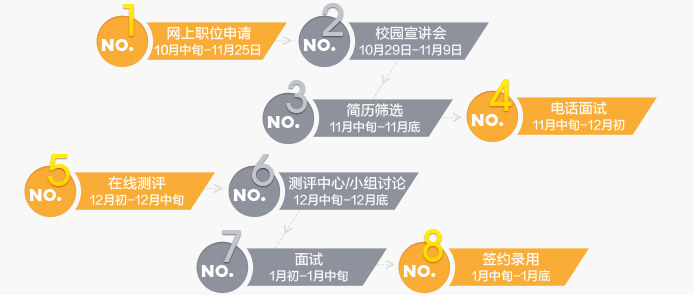 NO.1
网上职位申请
10月中旬-11月25日
NO.2
校园宣讲会
10月29日-11月9日
NO.3
简历筛选
11月中旬-11月底
NO.4
电话面试
11月中旬-12月初
NO.5
在线测评
12月初-12月中旬
NO.6
测评中心/小组讨论
12月中旬-12月底
NO.7
面试
1月初-1月中旬
NO.8
签约录用
1月中旬-1月底